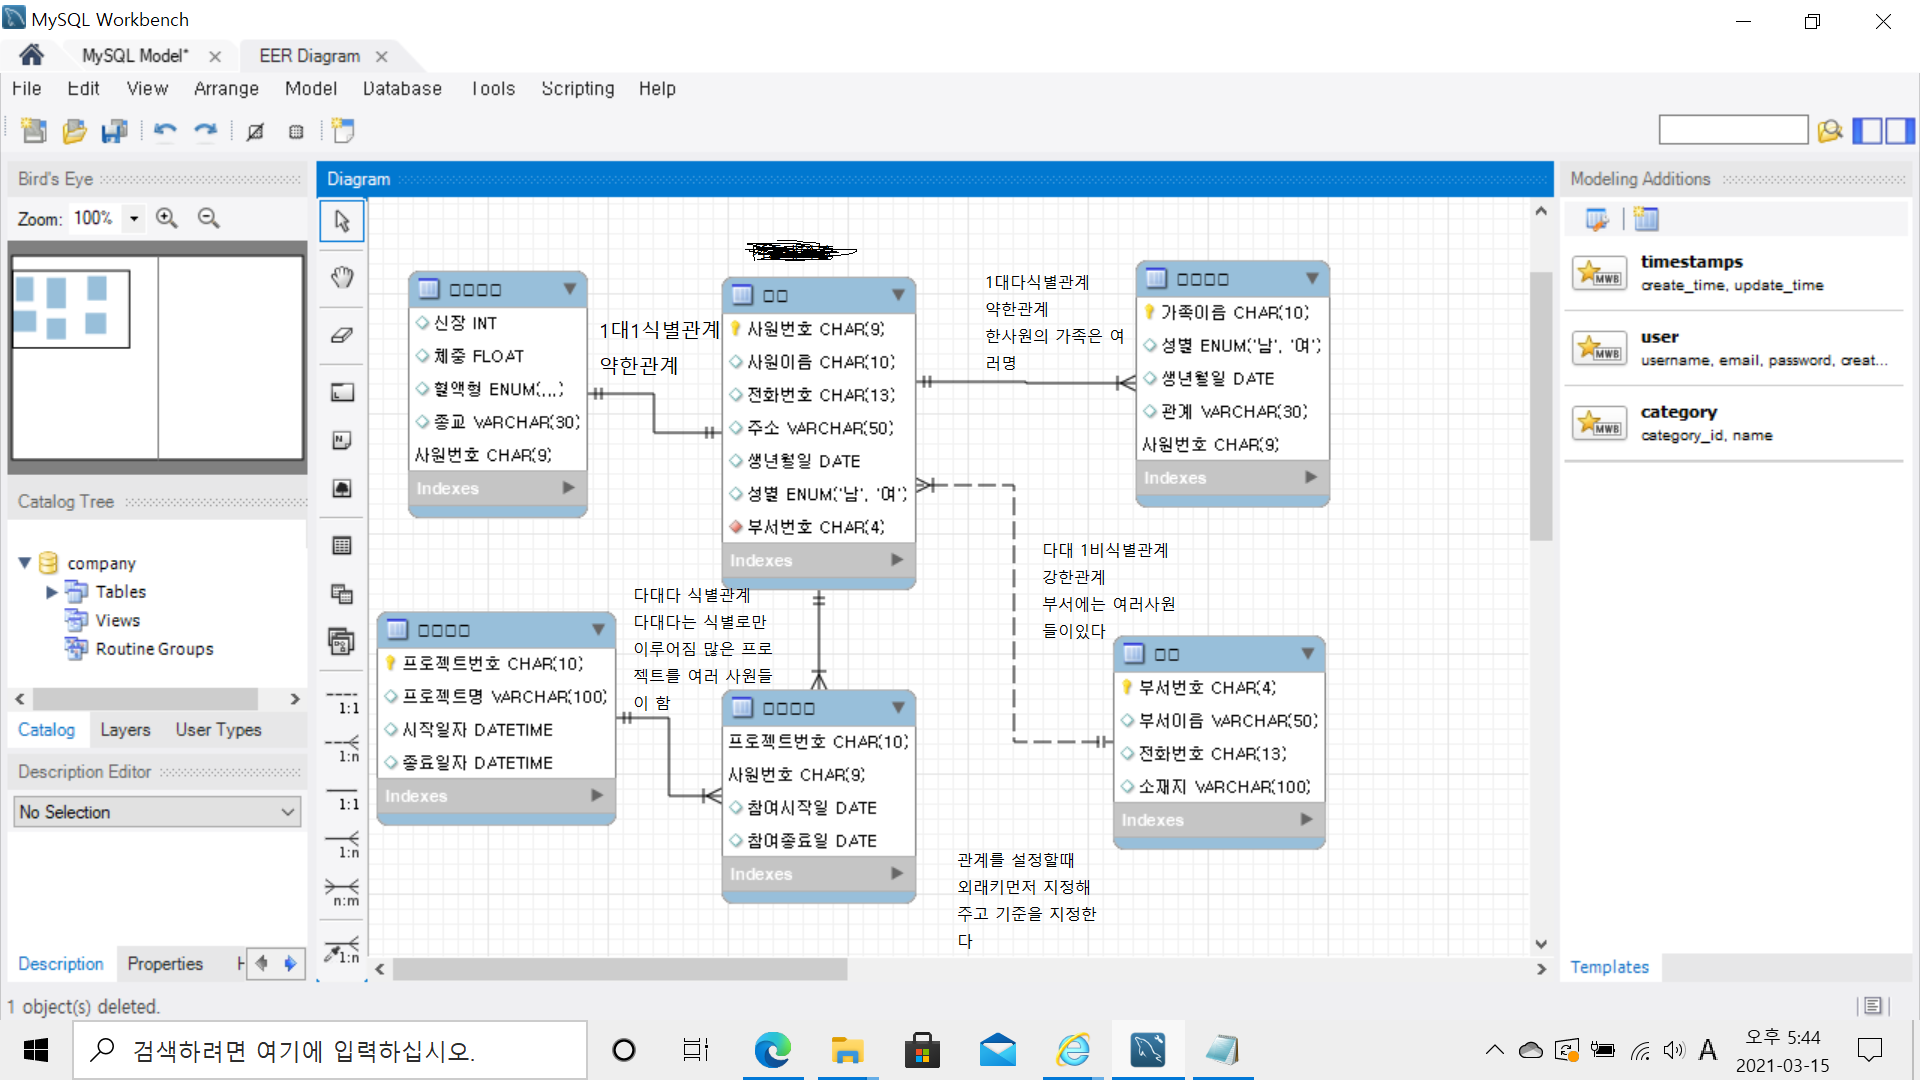 MySQL Workbench
MySQL Model*
EER Diagram
File Edit View Arrange Model Database Tools Scripting Help
Bird's Eye
Zoom: 100%
Catalog Tree
company
Tables
Views
Routine Groups
Catalog Layers User Types
Description Editor
No Selection
Description Properties
1 object(s) deleted.
Diagram
1:1
1:n
1:1
1:n
n:m
1:n
신장 INT
체중 FLOAT
혈액형 ENUM(,,,)
종교 VARCHAR(30)
사원번호 CHAR(9)
Indexes
1대1식별관계
약한관계
사원번호 CHAR(9)
사원이름 CHAR(10)
전화번호 CHAR(13)
주소 VARCHAR(50)
생년월일 DATE
성별 ENUM('남', '여')
부서번호 CHAR(4)
Indexes
1대다식별관계
약한관계
한사원의 가족은 여
러명
가족이름 CHAR(10)
성별 ENUM('남', '여')
생년월일 DATE
관계 VARCHAR(30)
사원번호 CHAR(9)
Indexes
프로젝트번호 CHAR(10)
프로젝트명 VARCHAR(100)
시작일자 DATETIME
종료일자 DATETIME
Indexes
다대다 식별관계
다대다는 식별로만
이루어짐 많은 프로
젝트를 여러 사원들
이 함
프로젝트번호 CHAR(10)
사원번호 CHAR(9)
참여시작일 DATE
참여종료일 DATE
Indexes
다대 1비식별관계
강한관계
부서에는 여러사원
들이있다
부서번호 CHAR(4)
부서이름 VARCHAR(50)
전화번호 CHAR(13)
소재지 VARCHAR(100)
Indexes
관계를 설정할때
외래키먼저 지정해
주고 기준을 지정한
다
Modeling Additions
MWB
timestamps
create_time, update_time
MWB
user
username, email, password, creat...
MWB
category
category_id, name
Templates
검색하려면 여기에 입력하십시오.
A
오후 5:44
2021-03-15